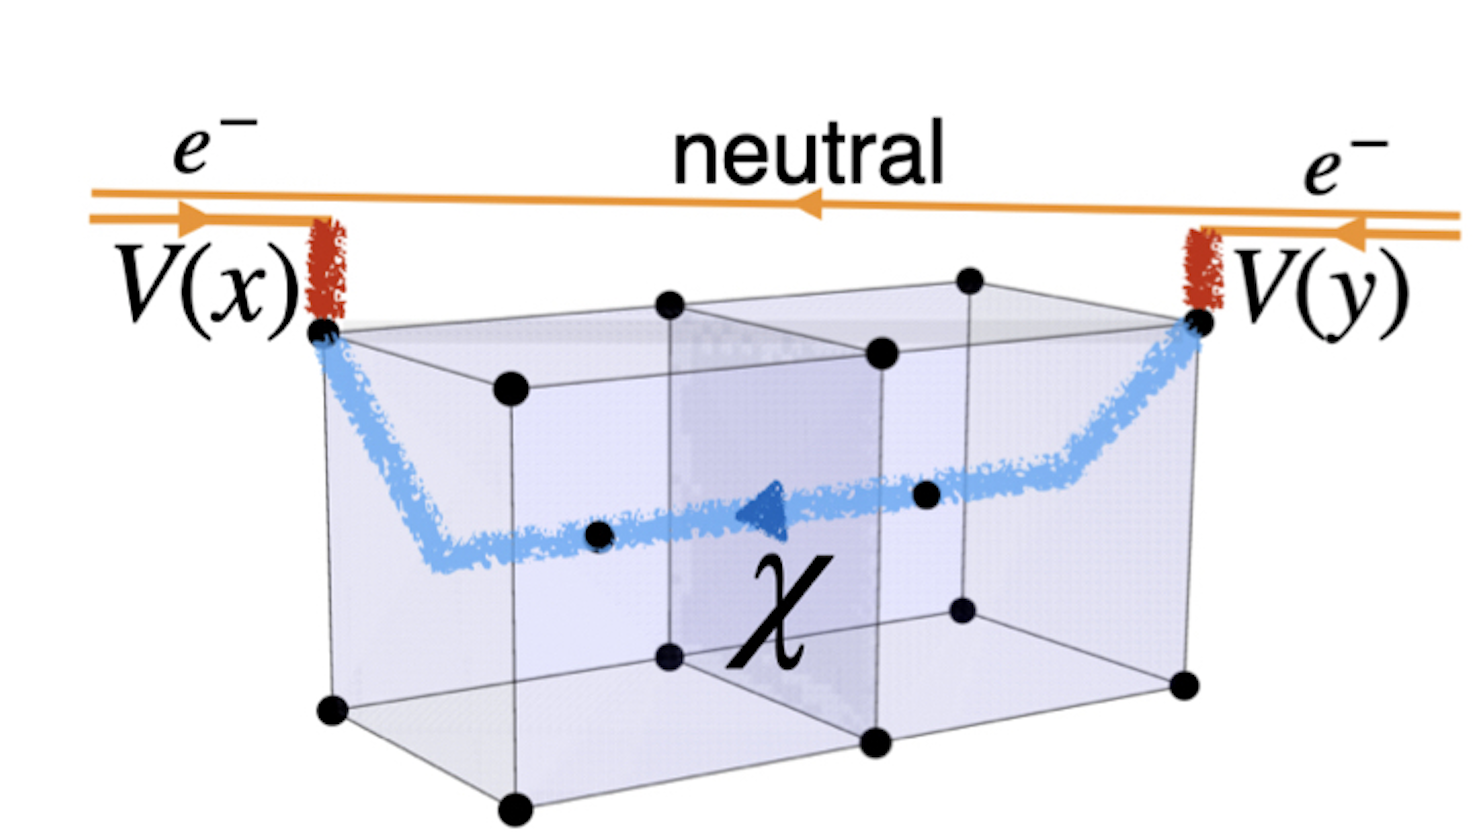 e⁻ neutral e⁻
V(x) V(y)
χ